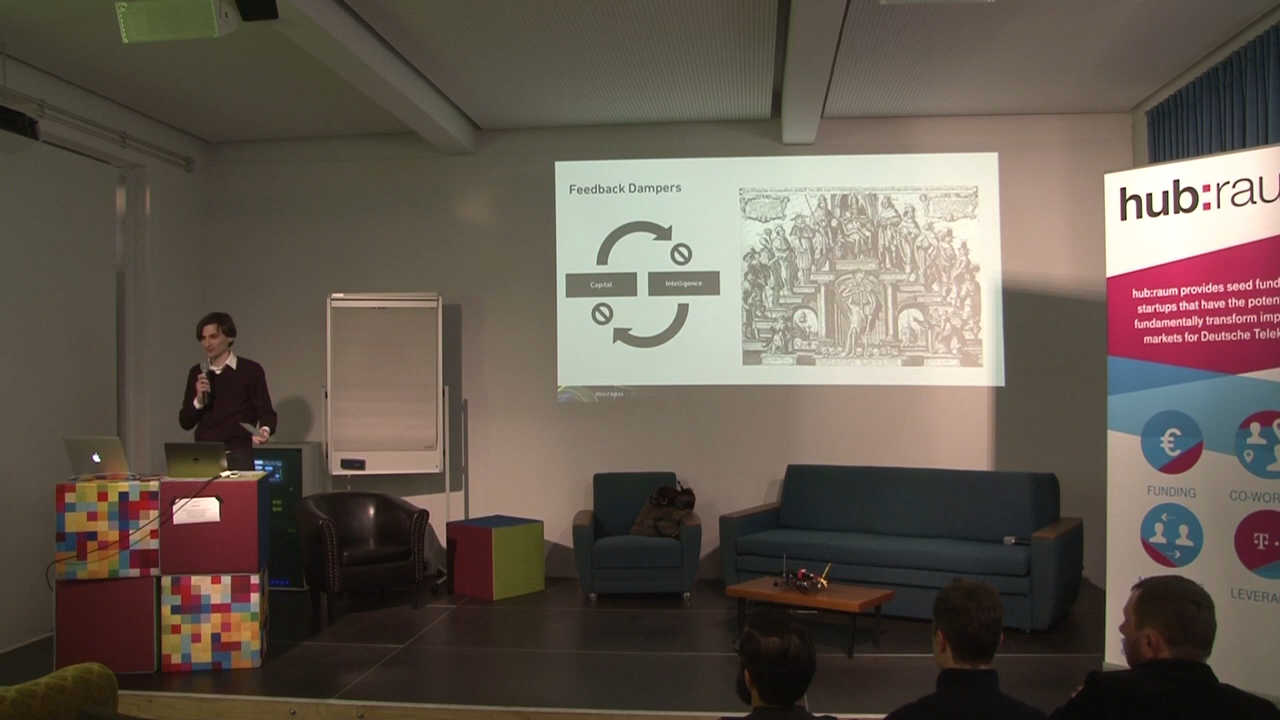 Feedback Dampers
Capital
Intelligence
micropsi
hub:rau
hub:raum provides seed fund
startups that have the poten
fundamentally transform imp
markets for Deutsche Telek
€
FUNDING
CO-WOR
T
LEVERA